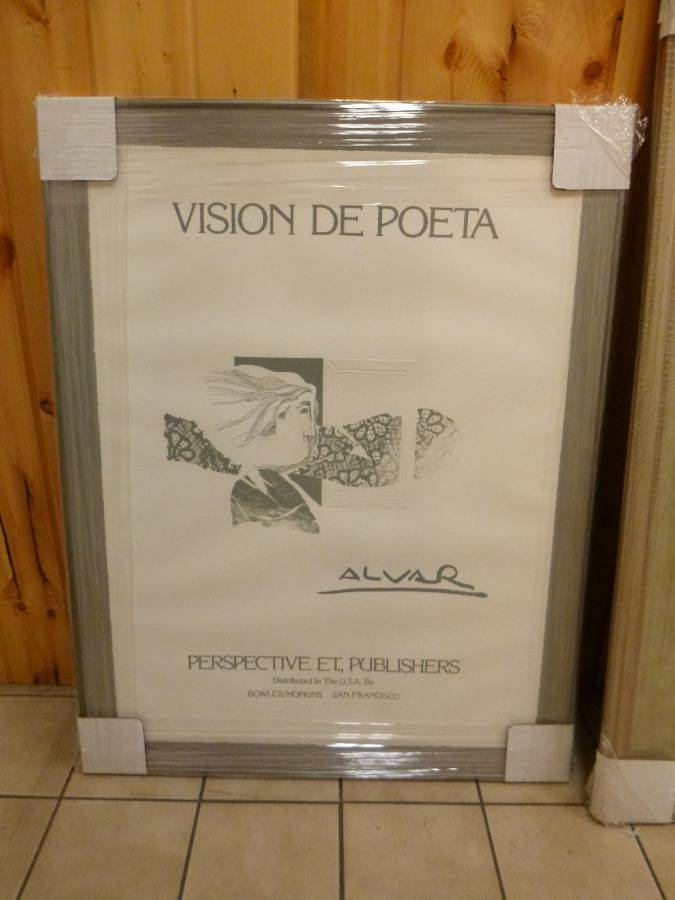 VISION DE POETA
ALVAR
PERSPECTIVE ET, PUBLISHERS
Distributed In The U.S.A. By
BOWLES/HOPKINS SAN FRANCISCO